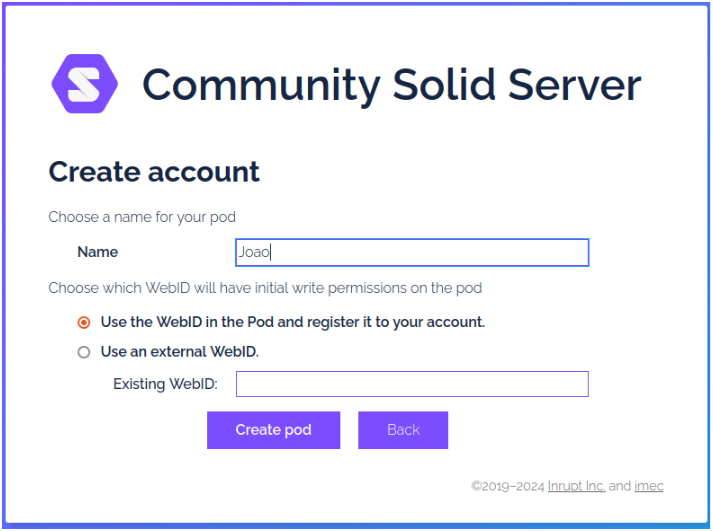 Community Solid Server
Create account
Choose a name for your pod
Name
Joao
Choose which WebID will have initial write permissions on the pod
Use the WebID in the Pod and register it to your account.
Use an external WebID.
Existing WebID:
Create pod
Back
©2019–2024 Inrupt Inc. and imec